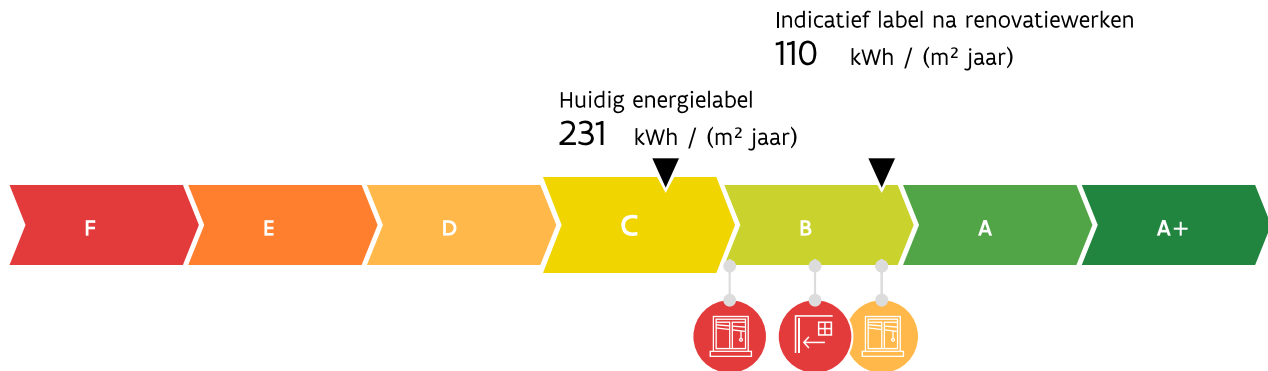 Indicatief label na renovatiewerken
110 kWh / (m² jaar)
Huidig energielabel
231 kWh / (m² jaar)
F E D C B A A+